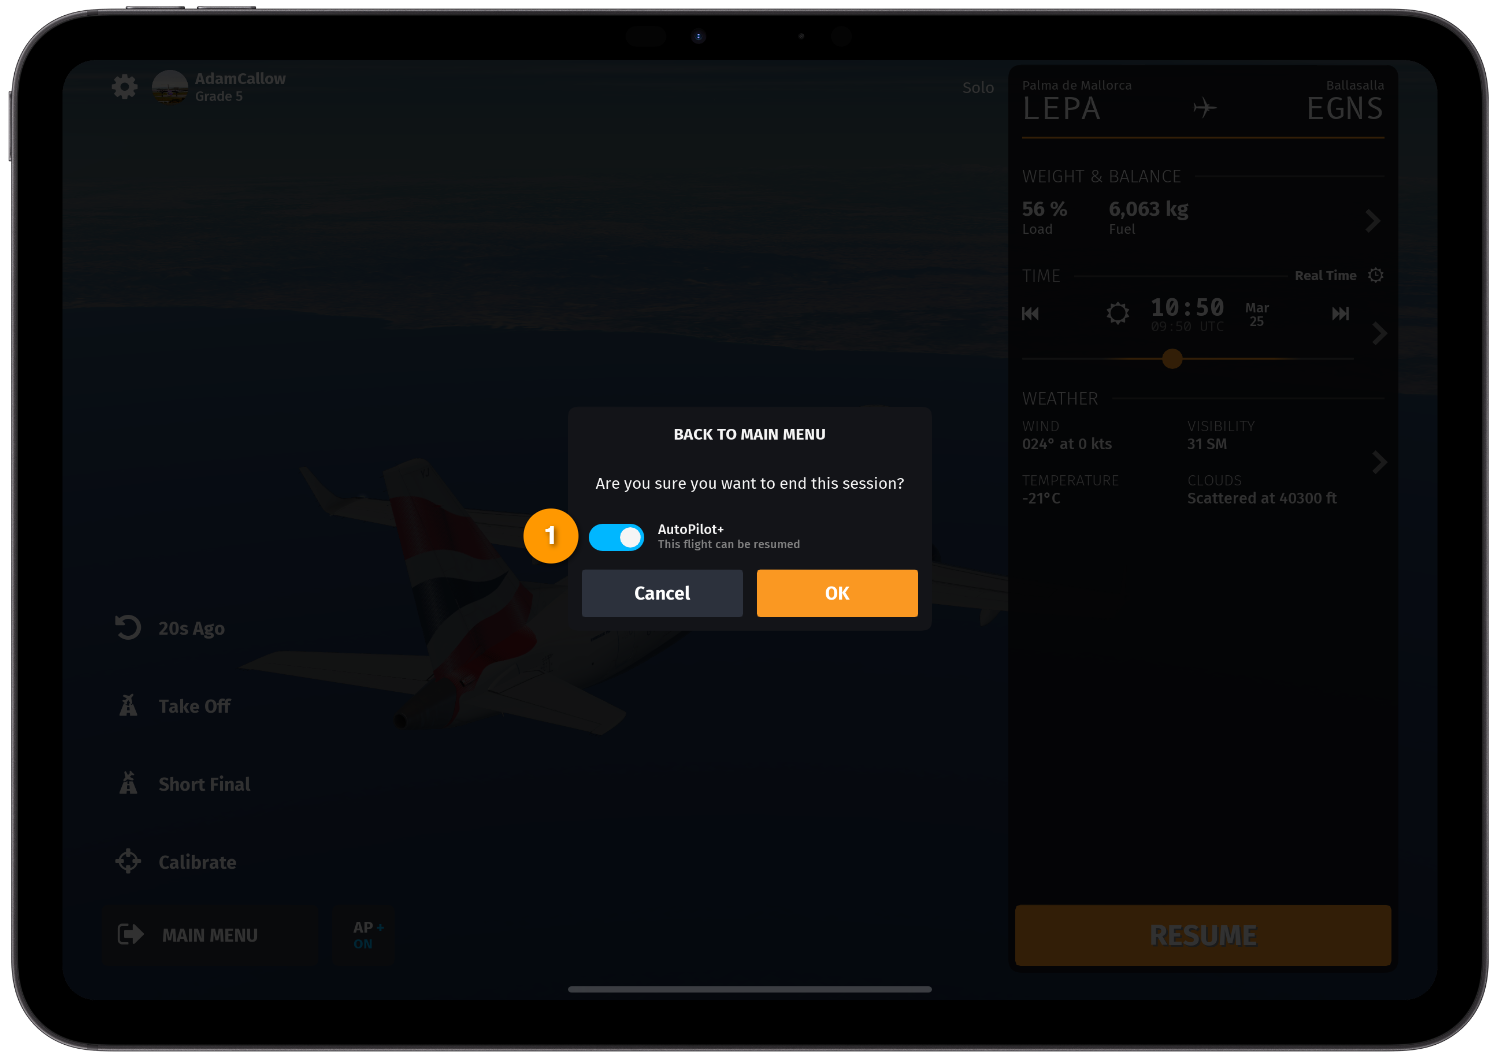 AdamCallow
Grade 5
Solo
Palma de Mallorca
Ballasalla
LEPA
EGNS
WEIGHT & BALANCE
56 %
6,063 kg
Load
Fuel
TIME
Real Time
10:50
09:50 UTC
Mar
25
WEATHER
WIND
VISIBILITY
024° at 0 kts
31 SM
TEMPERATURE
CLOUDS
-21°C
Scattered at 40300 ft
BACK TO MAIN MENU
Are you sure you want to end this session?
1
AutoPilot+
This flight can be resumed
Cancel
OK
20s Ago
Take Off
Short Final
Calibrate
MAIN MENU
AP +
ON
RESUME